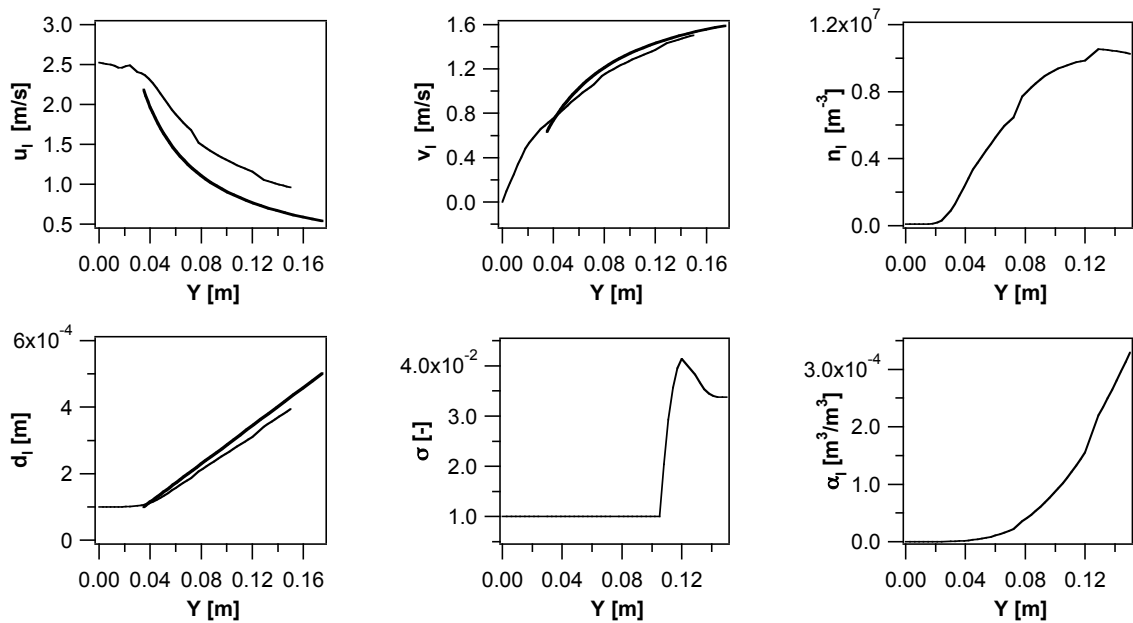 3.0
2.5
2.0
1.5
1.0
0.5
u_l [m/s]
0.00 0.04 0.08 0.12 0.16
Y [m]
1.6
1.2
0.8
0.4
0.0
v_l [m/s]
0.00 0.04 0.08 0.12 0.16
Y [m]
1.2x10^7
0.8
0.4
0.0
n_l [m^-3]
0.00 0.04 0.08 0.12
Y [m]
6x10^-4
4
2
0
d_l [m]
0.00 0.04 0.08 0.12 0.16
Y [m]
4.0x10^-2
3.0
2.0
1.0
σ [-]
0.00 0.04 0.08 0.12
Y [m]
3.0x10^-4
2.0
1.0
0.0
α_l [m^3/m^3]
0.00 0.04 0.08 0.12
Y [m]